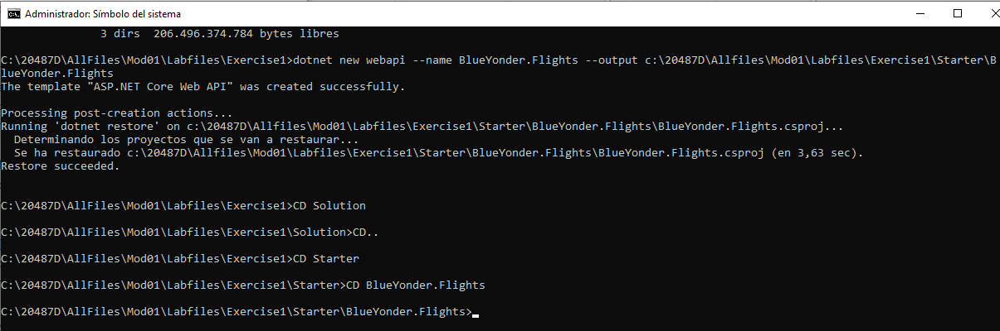 Administrador: Símbolo del sistema
3 dirs  206.496.374.784 bytes libres
C:\20487D\AllFiles\Mod01\Labfiles\Exercise1>dotnet new webapi --name BlueYonder.Flights --output c:\20487D\Allfiles\Mod01\Labfiles\Exercise1\Starter\B
lueYonder.Flights
The template "ASP.NET Core Web API" was created successfully.
Processing post-creation actions...
Running 'dotnet restore' on c:\20487D\Allfiles\Mod01\Labfiles\Exercise1\Starter\BlueYonder.Flights\BlueYonder.Flights.csproj...
Determinando los proyectos que se van a restaurar...
Se ha restaurado c:\20487D\Allfiles\Mod01\Labfiles\Exercise1\Starter\BlueYonder.Flights\BlueYonder.Flights.csproj (en 3,63 sec).
Restore succeeded.
C:\20487D\AllFiles\Mod01\Labfiles\Exercise1>CD Solution
C:\20487D\AllFiles\Mod01\Labfiles\Exercise1\Solution>CD..
C:\20487D\AllFiles\Mod01\Labfiles\Exercise1>CD Starter
C:\20487D\AllFiles\Mod01\Labfiles\Exercise1\Starter>CD BlueYonder.Flights
C:\20487D\AllFiles\Mod01\Labfiles\Exercise1\Starter\BlueYonder.Flights>